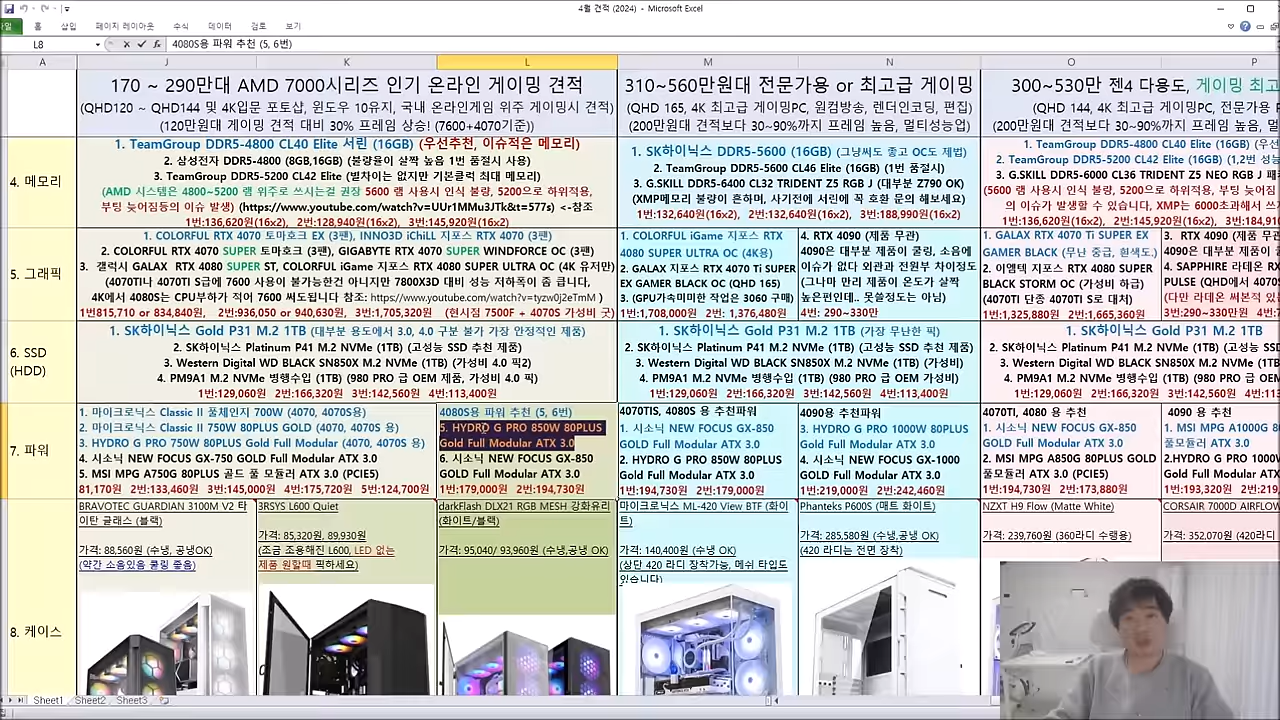 4월 견적 (2024) - Microsoft Excel
파일 홈 삽입 페이지 레이아웃 수식 데이터 검토 보기
L8 fx 4080S용 파워 추천 (5, 6번)
A J K L M N O P
170 ~ 290만대 AMD 7000시리즈 인기 온라인 게이밍 견적
(QHD120 ~ QHD144 및 4K입문 포토샵, 윈도우 10유지, 국내 온라인게임 위주 게이밍시 견적)
(120만원대 게이밍 견적 대비 30% 프레임 상승! (7600+4070기준))
310~560만원대 전문가용 or 최고급 게이밍
(QHD 165, 4K 최고급 게이밍PC, 원컴방송, 렌더인코딩, 편집)
(200만원대 견적보다 30~90%까지 프레임 높음, 멀티성능업)
300~530만 젠4 다용도, 게이밍 최고
(QHD 144, 4K 최고급 게이밍PC, 전문가용
(200만원대 견적보다 30~90%까지 프레임 높음
4. 메모리
1. TeamGroup DDR5-4800 CL40 Elite 서린 (16GB) (우선추천, 이슈적은 메모리)
2. 삼성전자 DDR5-4800 (8GB,16GB) (불량율이 살짝 높음 1번 품절시 사용)
3. TeamGroup DDR5-5200 CL42 Elite (별차이는 없지만 기본클럭 최대 메모리)
(AMD 시스템은 4800~5200 램 위주로 쓰시는걸 권장 5600 램 사용시 인식 불량, 5200으로 하위적용,
부팅 늦어짐등의 이슈 발생) (https://www.youtube.com/watch?v=UUr1MMu3JTk&t=577s) <-참조
1번:136,620원(16x2), 2번:128,940원(16x2), 3번:145,920원(16x2)
1. SK하이닉스 DDR5-5600 (16GB) (그냥써도 좋고 OC도 제법)
2. TeamGroup DDR5-5600 CL46 Elite (16GB) (1번 품절시)
3. G.SKILL DDR5-6400 CL32 TRIDENT Z5 RGB J (대부분 Z790 OK)
(XMP메모리 불량이 흔하며, 사기전에 서린에 꼭 호환 문의 해보세요)
1번:132,640원(16x2), 2번:132,640원(16x2), 3번:188,990원(16x2)
1. TeamGroup DDR5-4800 CL40 Elite 서린 (16GB) (우선
2. TeamGroup DDR5-5200 CL42 Elite (16GB) (1,2번 성능
3. G.SKILL DDR5-6000 CL36 TRIDENT Z5 NEO RGB J 패키
(5600 램 사용시 인식 불량, 5200으로 하위적용, 부팅 늦어짐
의 이슈가 발생할 수 있습니다, XMP는 6000초과해서 쓰
1번:136,620원(16x2), 2번:145,920원(16x2), 3번:184,91
5. 그래픽
1. COLORFUL RTX 4070 토마호크 EX (3팬), INNO3D iChiLL 지포스 RTX 4070 (3팬)
2. COLORFUL RTX 4070 SUPER 토마호크 (3팬), GIGABYTE RTX 4070 SUPER WINDFORCE OC (3팬)
3. 갤럭시 GALAX RTX 4080 SUPER ST, COLORFUL iGame 지포스 RTX 4080 SUPER ULTRA OC (4K 유저만)
(4070Ti나 4070Ti S급에 7600 사용이 불가능한건 아니지만 7800X3D 대비 성능 저하폭이 좀 큽니다,
4K에서 4080S는 CPU부하가 적어 7600 써도됩니다 참조: https://www.youtube.com/watch?v=tyzw0j2eTmM )
1번815,710 or 834,840원, 2번:936,050 or 940,630원, 3번:1,705,320원 (현시점 7500F + 4070S 가성비 굿)
1. COLORFUL iGame 지포스 RTX
4080 SUPER ULTRA OC (4K용)
2. GALAX 지포스 RTX 4070 Ti SUPER
EX GAMER BLACK OC (QHD 165)
3. (GPU가속미미한 작업은 3060 구매)
1번:1,708,000원 2번: 1,376,480원
4. RTX 4090 (제품 무관)
4090은 대부분 제품이 쿨링, 소음에
이슈가 없다 외관과 전원부 차이정도
(그나마 만리 제품이 온도가 살짝
높은편인데.. 못쓸정도는 아님)
4번: 290~330만
1. GALAX RTX 4070 Ti SUPER EX
GAMER BLACK (무난 중급, 흰색도.)
2. 이엠텍 지포스 RTX 4080 SUPER
BLACK STORM OC (가성비 하급)
(4070TI 단종 4070TI S로 대치)
1번:1,325,880원 2번:1,665,360원
3. RTX 4090 (제품 무관
4090은 대부분 제품이
4. SAPPHIRE 라데온 RX
PULSE (QHD에서 4070S
(다만 라데온 써본적 있
3번:290~330만원 4번:
6. SSD
(HDD)
1. SK하이닉스 Gold P31 M.2 1TB (대부분 용도에서 3.0, 4.0 구분 불가 가장 안정적인 제품)
2. SK하이닉스 Platinum P41 M.2 NVMe (1TB) (고성능 SSD 추천 제품)
3. Western Digital WD BLACK SN850X M.2 NVMe (1TB) (가성비 4.0 픽2)
4. PM9A1 M.2 NVMe 병행수입 (1TB) (980 PRO 급 OEM 제품, 가성비 4.0 픽)
1번:129,060원 2번:166,320원 3번:142,560원 4번:113,400원
1. SK하이닉스 Gold P31 M.2 1TB (가장 무난한 픽)
2. SK하이닉스 Platinum P41 M.2 NVMe (1TB) (고성능 SSD 추천 제품)
3. Western Digital WD BLACK SN850X M.2 NVMe (1TB) (가성비)
4. PM9A1 M.2 NVMe 병행수입 (1TB) (980 PRO 급 OEM 가성비)
1번:129,060원 2번:166,320원 3번:142,560원 4번:113,400원
1. SK하이닉스 Gold P31 M.2 1TB
2. SK하이닉스 Platinum P41 M.2 NVMe (1TB)
3. Western Digital WD BLACK SN850X M.2 NVMe
4. PM9A1 M.2 NVMe 병행수입 (1TB) (980 PRO 급
1번:129,060원 2번:166,320원 3번:142,560원
7. 파워
1. 마이크로닉스 Classic II 풀체인지 700W (4070, 4070S용)
2. 마이크로닉스 Classic II 750W 80PLUS GOLD (4070, 4070S 용)
3. HYDRO G PRO 750W 80PLUS Gold Full Modular (4070, 4070S 용)
4. 시소닉 NEW FOCUS GX-750 GOLD Full Modular ATX 3.0
5. MSI MPG A750G 80PLUS 골드 풀 모듈러 ATX 3.0 (PCIE5)
81,170원 2번:133,460원 3번:145,000원 4번:175,720원 5번:124,700원
4080S용 파워 추천 (5, 6번)
5. HYDRO G PRO 850W 80PLUS
Gold Full Modular ATX 3.0
6. 시소닉 NEW FOCUS GX-850
GOLD Full Modular ATX 3.0
1번:179,000원 2번:194,730원
4070TIS, 4080S 용 추천파워
1. 시소닉 NEW FOCUS GX-850
GOLD Full Modular ATX 3.0
2. HYDRO G PRO 850W 80PLUS
Gold Full Modular ATX 3.0
1번:194,730원 2번:179,000원
4090용 추천파워
1. HYDRO G PRO 1000W 80PLUS
Gold Full Modular ATX 3.0
2. 시소닉 NEW FOCUS GX-1000
GOLD Full Modular ATX 3.0
1번:219,000원 2번:242,460원
4070TI, 4080 용 추천
1. 시소닉 NEW FOCUS GX-850
GOLD Full Modular ATX 3.0
2. MSI MPG A850G 80PLUS GOLD
풀모듈러 ATX 3.0 (PCIE5)
1번:194,730원 2번:173,880원
4090 용 추천
1. MSI MPG A1000G 8
풀모듈러 ATX 3.0
2.HYDRO G PRO 1000W
Gold Full Modular ATX
1번:193,320원 2번:219
8. 케이스
BRAVOTEC GUARDIAN 3100M V2 타
이탄 글래스 (블랙)
가격: 88,560원 (수냉, 공냉OK)
(약간 소음있음 쿨링 좋음)
3RSYS L600 Quiet
85,320원, 89,930원
(조금 조용해진 L600, LED 없는
제품 원할때 픽하세요)
darkFlash DLX21 RGB MESH 강화유리
(화이트/블랙)
가격: 95,040/ 93,960원 (수냉,공냉 OK)
마이크로닉스 ML-420 View BTF (화이
트)
가격: 140,400원 (수냉 OK)
(상단 420 라디 장착가능, 메쉬 타입도
있습니다)
Phanteks P600S (매트 화이트)
가격: 285,580원 (수냉,공냉OK)
(420 라디는 전면 장착)
NZXT H9 Flow (Matte White)
가격: 239,760원 (360라디 수랭용)
CORSAIR 7000D AIRFLOW
가격: 352,070원 (420라디
Sheet1 Sheet2 Sheet3